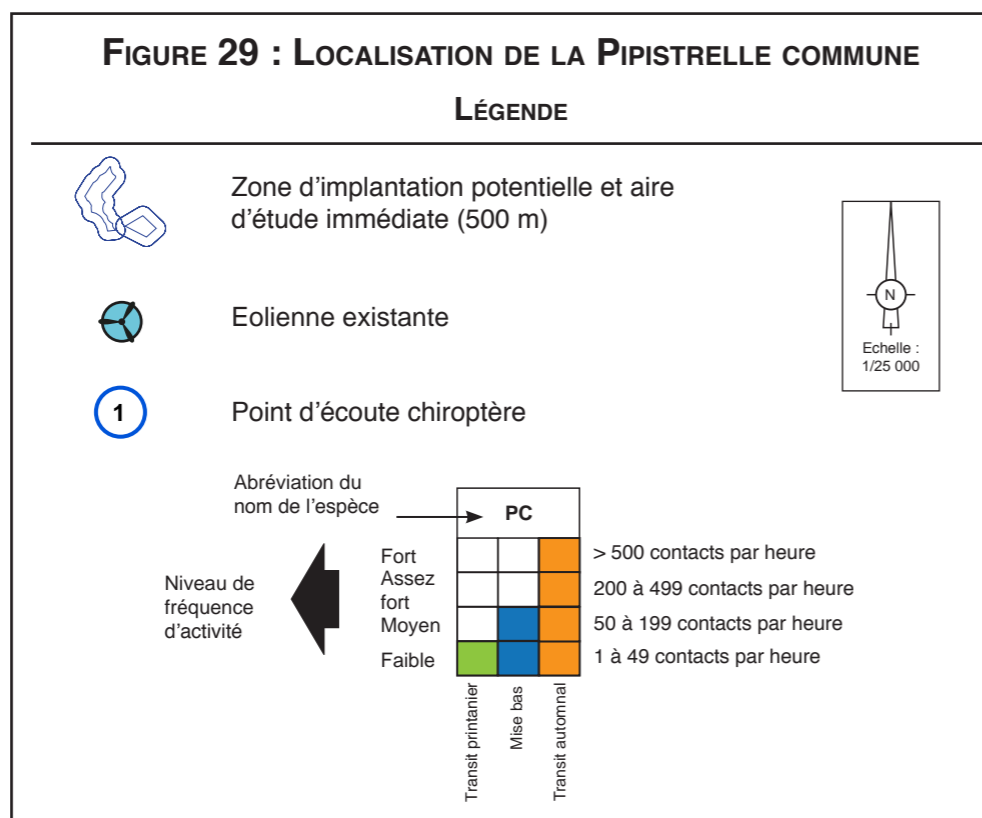 FIGURE 29 : LOCALISATION DE LA PIPISTRELLE COMMUNE
LÉGENDE
Zone d'implantation potentielle et aire
d'étude immédiate (500 m)
N
Echelle :
1/25 000
Eolienne existante
1
Point d'écoute chiroptère
Abréviation du
nom de l'espèce
PC
Niveau de
fréquence
d'activité
Fort
> 500 contacts par heure
Assez
fort
200 à 499 contacts par heure
Moyen
50 à 199 contacts par heure
Faible
1 à 49 contacts par heure
Transit printanier
Mise bas
Transit automnal